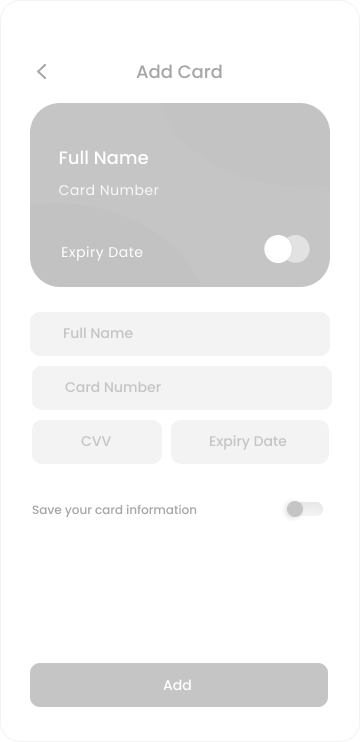 Add Card
Full Name
Card Number
Expiry Date
Full Name
Card Number
CVV
Expiry Date
Save your card information
Add